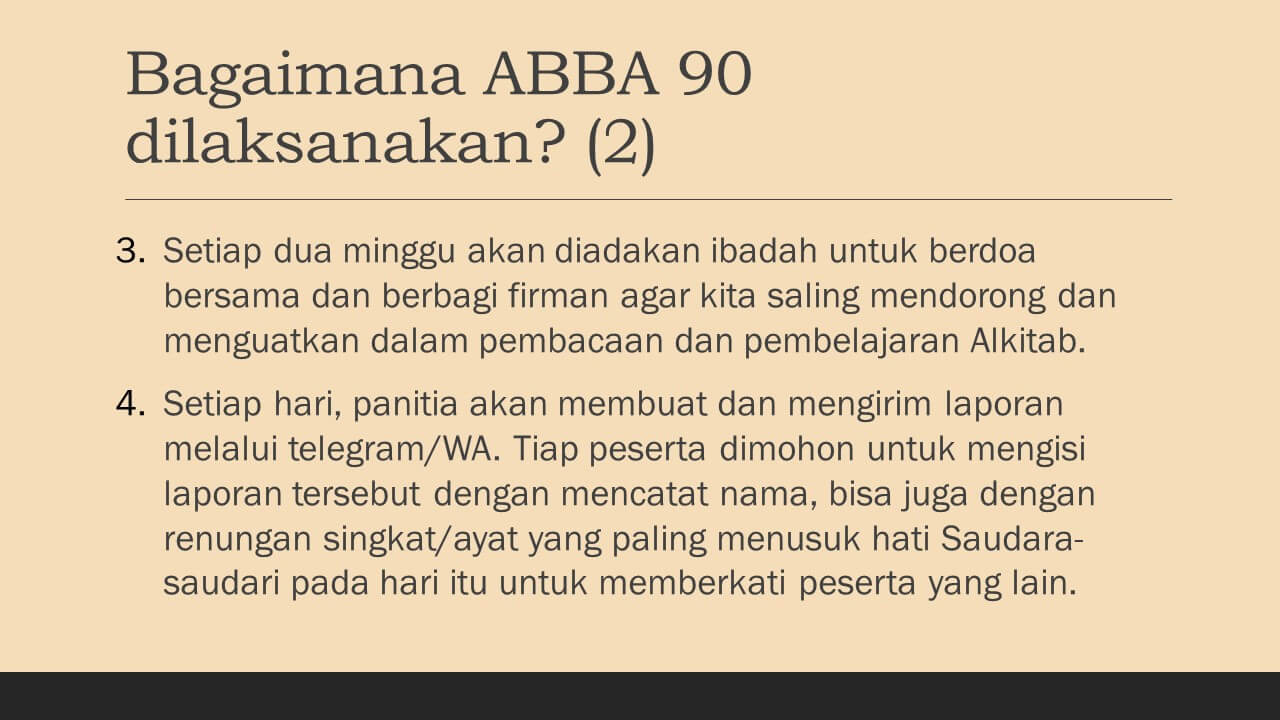 Bagaimana ABBA 90
dilaksanakan? (2)
3. Setiap dua minggu akan diadakan ibadah untuk berdoa
bersama dan berbagi firman agar kita saling mendorong dan
menguatkan dalam pembacaan dan pembelajaran Alkitab.
4. Setiap hari, panitia akan membuat dan mengirim laporan
melalui telegram/WA. Tiap peserta dimohon untuk mengisi
laporan tersebut dengan mencatat nama, bisa juga dengan
renungan singkat/ayat yang paling menusuk hati Saudara-
saudari pada hari itu untuk memberkati peserta yang lain.